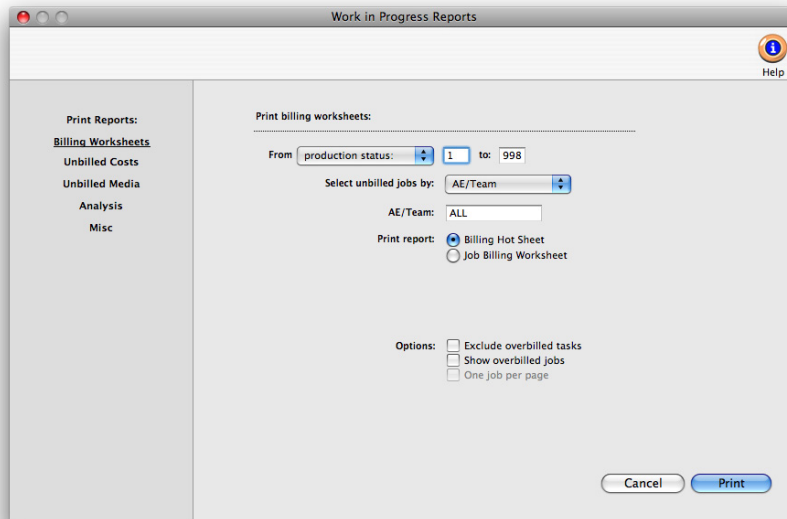 Work in Progress Reports
Help
Print Reports:
Billing Worksheets
Unbilled Costs
Unbilled Media
Analysis
Misc
Print billing worksheets:
From production status: 1 to: 998
Select unbilled jobs by: AE/Team
AE/Team: ALL
Print report: Billing Hot Sheet
Job Billing Worksheet
Options: Exclude overbilled tasks
Show overbilled jobs
One job per page
Cancel Print